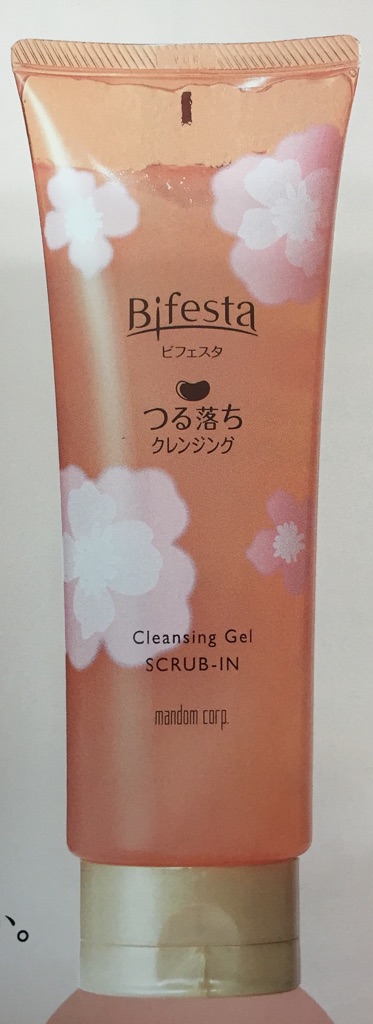 Bifesta
ビフェスタ
つる落ち
クレンジング
Cleansing Gel
SCRUB-IN
mandom corp.
い。